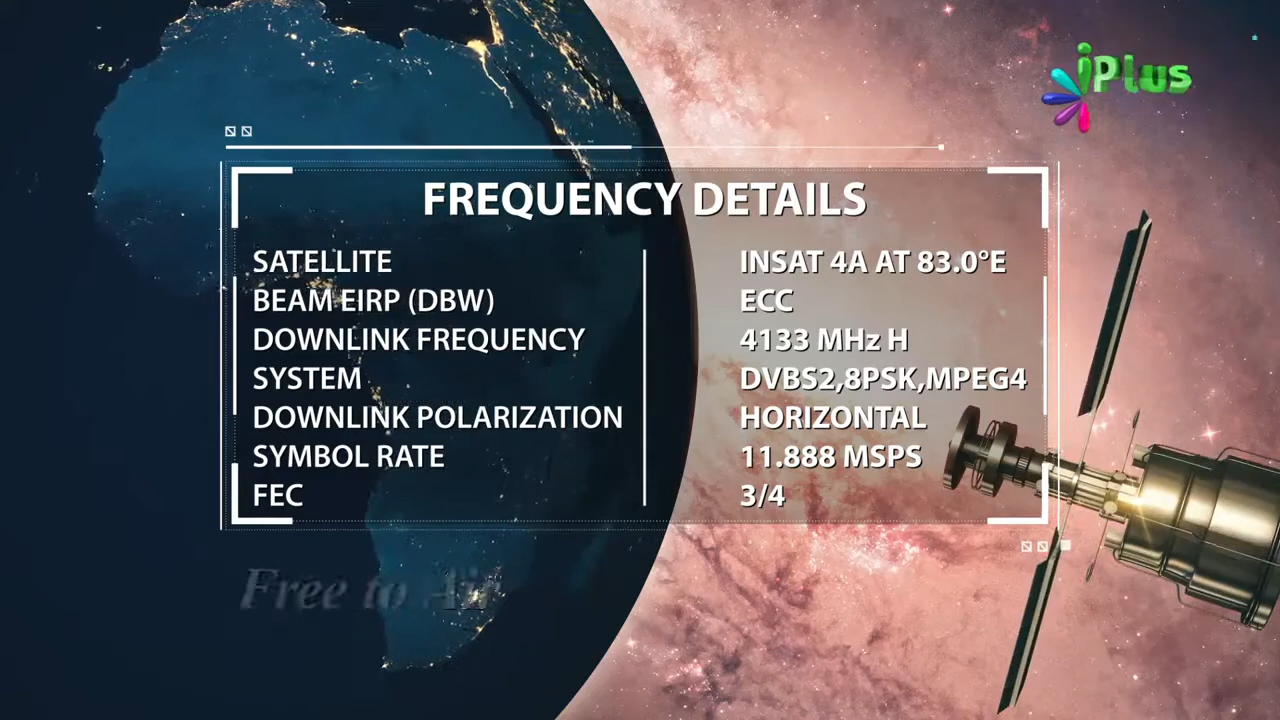 iPlus
FREQUENCY DETAILS
SATELLITE INSAT 4A AT 83.0°E
BEAM EIRP (DBW) ECC
DOWNLINK FREQUENCY 4133 MHz H
SYSTEM DVBS2,8PSK,MPEG4
DOWNLINK POLARIZATION HORIZONTAL
SYMBOL RATE 11.888 MSPS
FEC 3/4
Free to Air